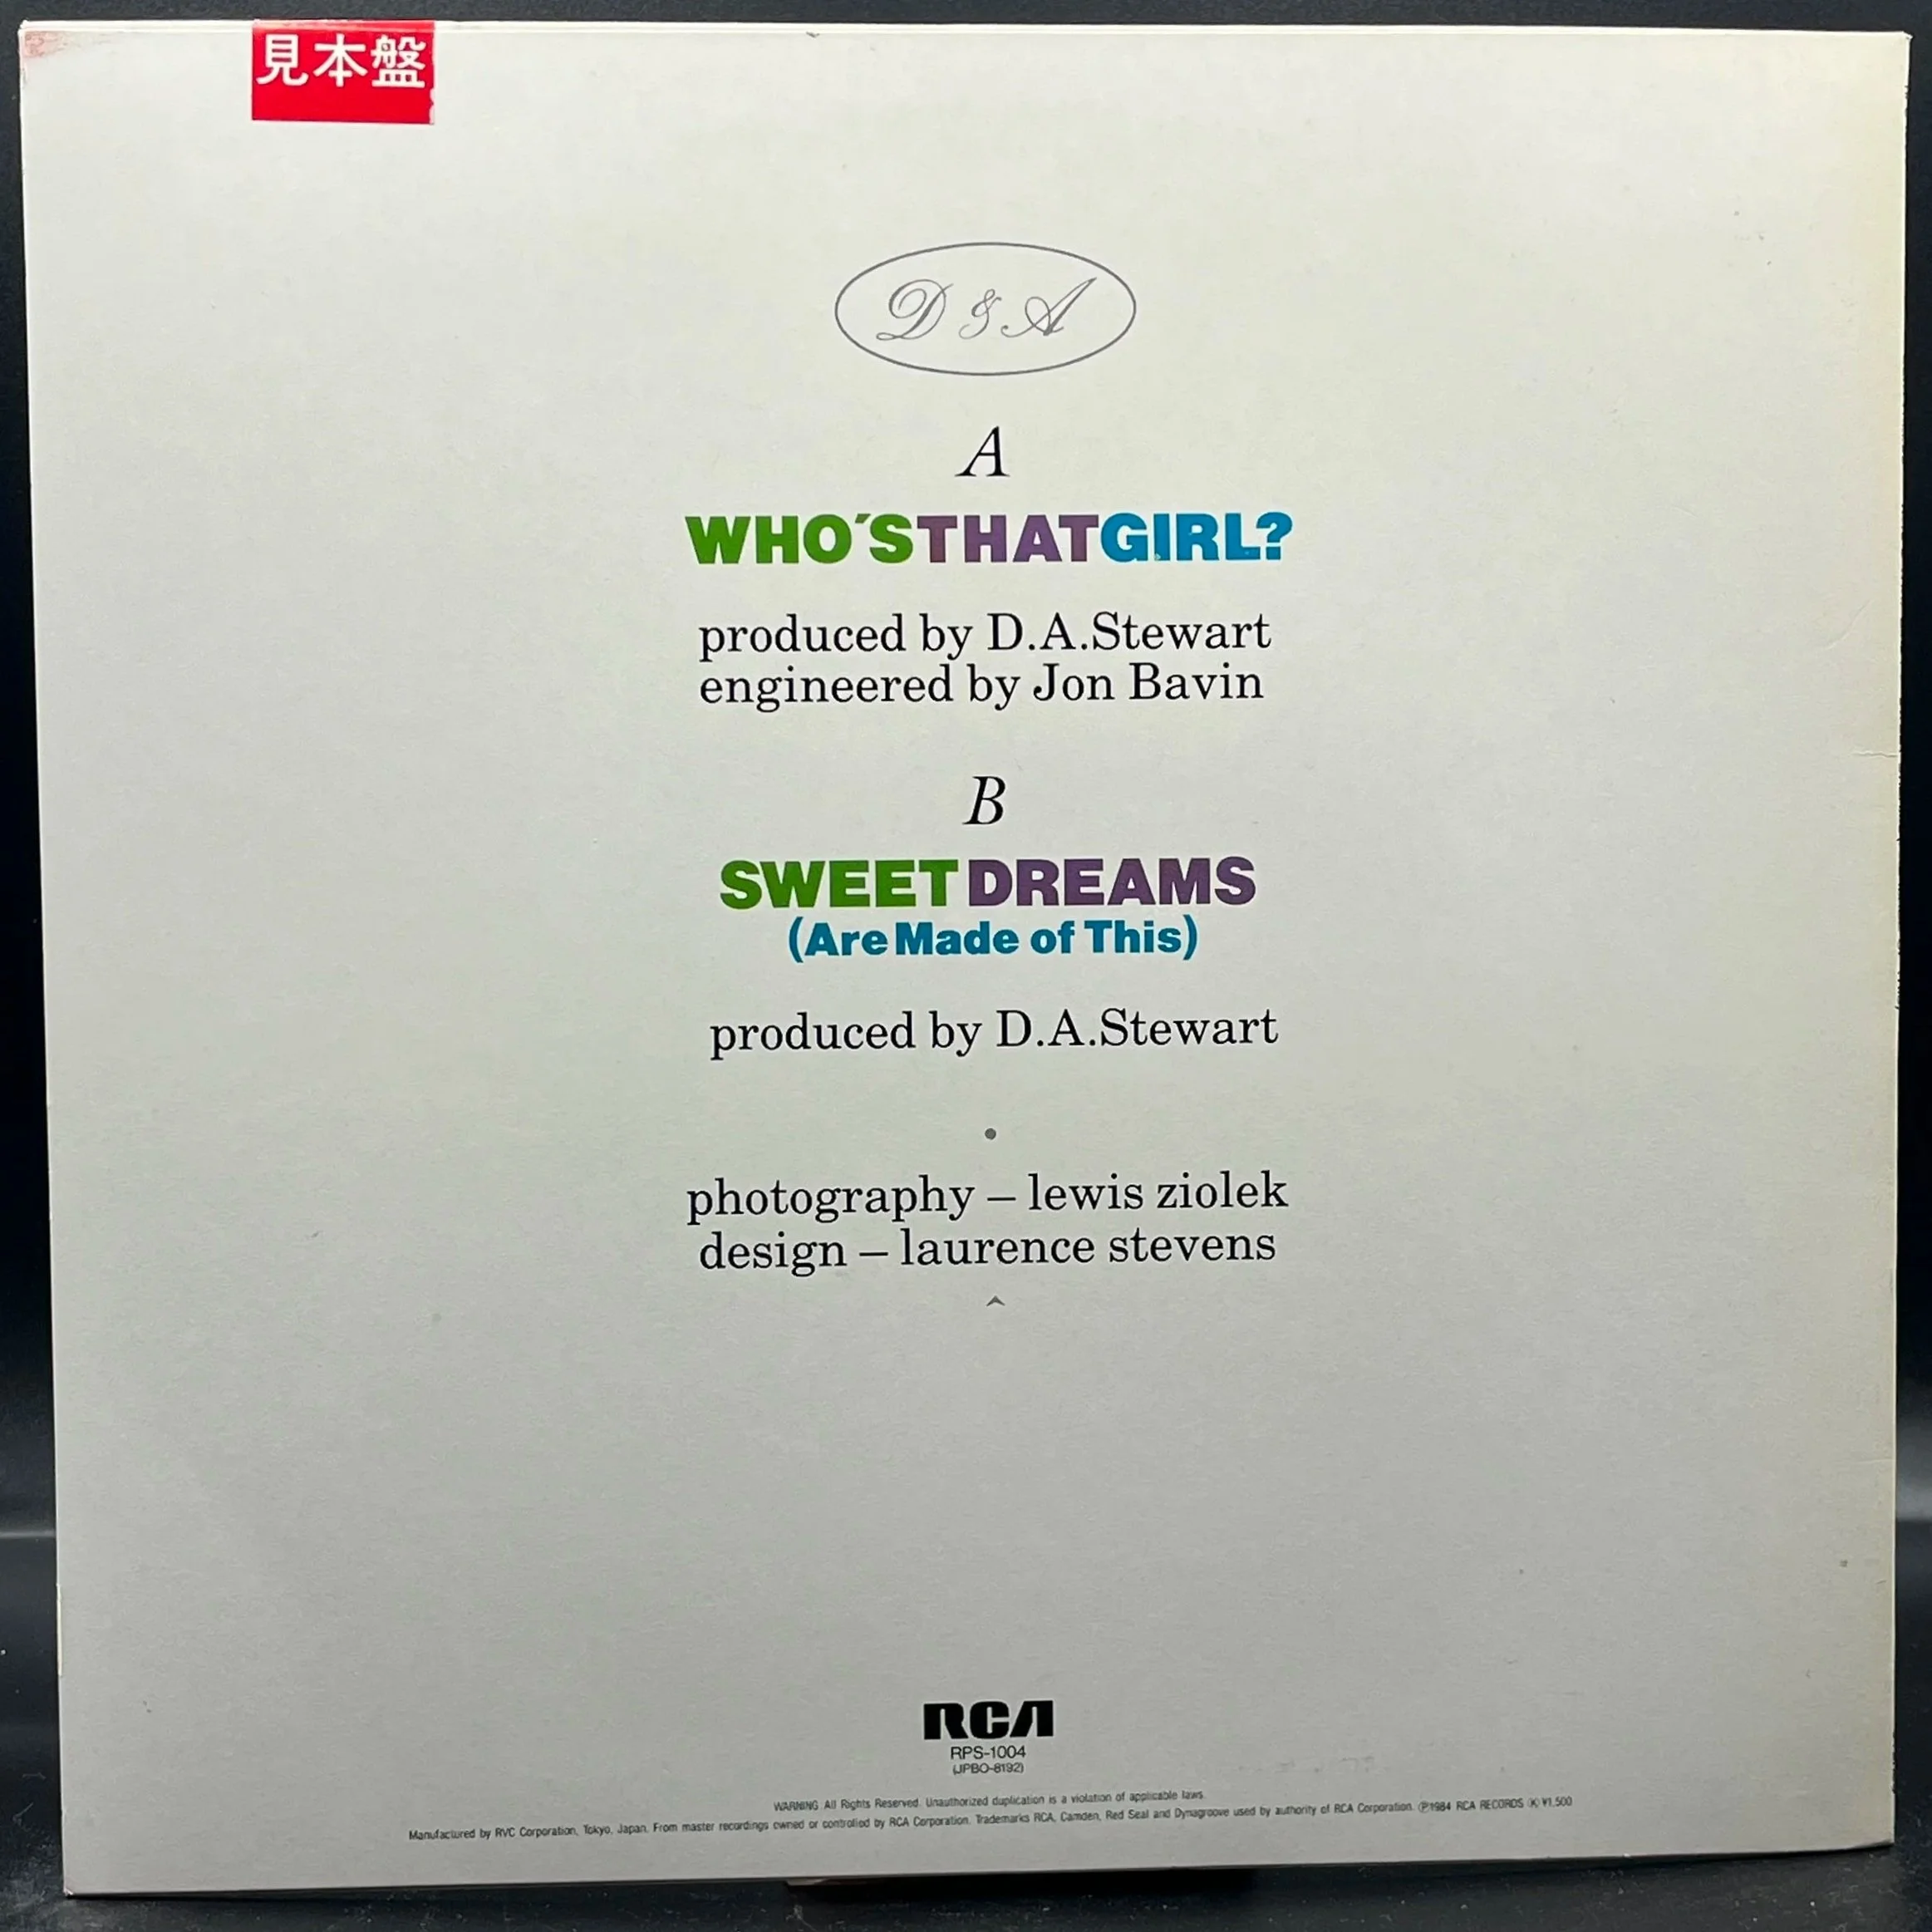 見本盤
D & A
A
WHO'S THAT GIRL?
produced by D.A.Stewart
engineered by Jon Bavin
B
SWEET DREAMS
(Are Made of This)
produced by D.A.Stewart
photography – lewis ziolek
design – laurence stevens
RCA
RPS-1004
(JPBO-8192)
WARNING: All Rights Reserved. Unauthorized duplication is a violation of applicable laws.
Manufactured by RVC Corporation, Tokyo, Japan. From master recordings owned or controlled by RCA Corporation. Trademarks RCA, Camden, Red Seal and Dynagroove used by authority of RCA Corporation. Ⓟ1984 RCA RECORDS Ⓚ ¥1,500